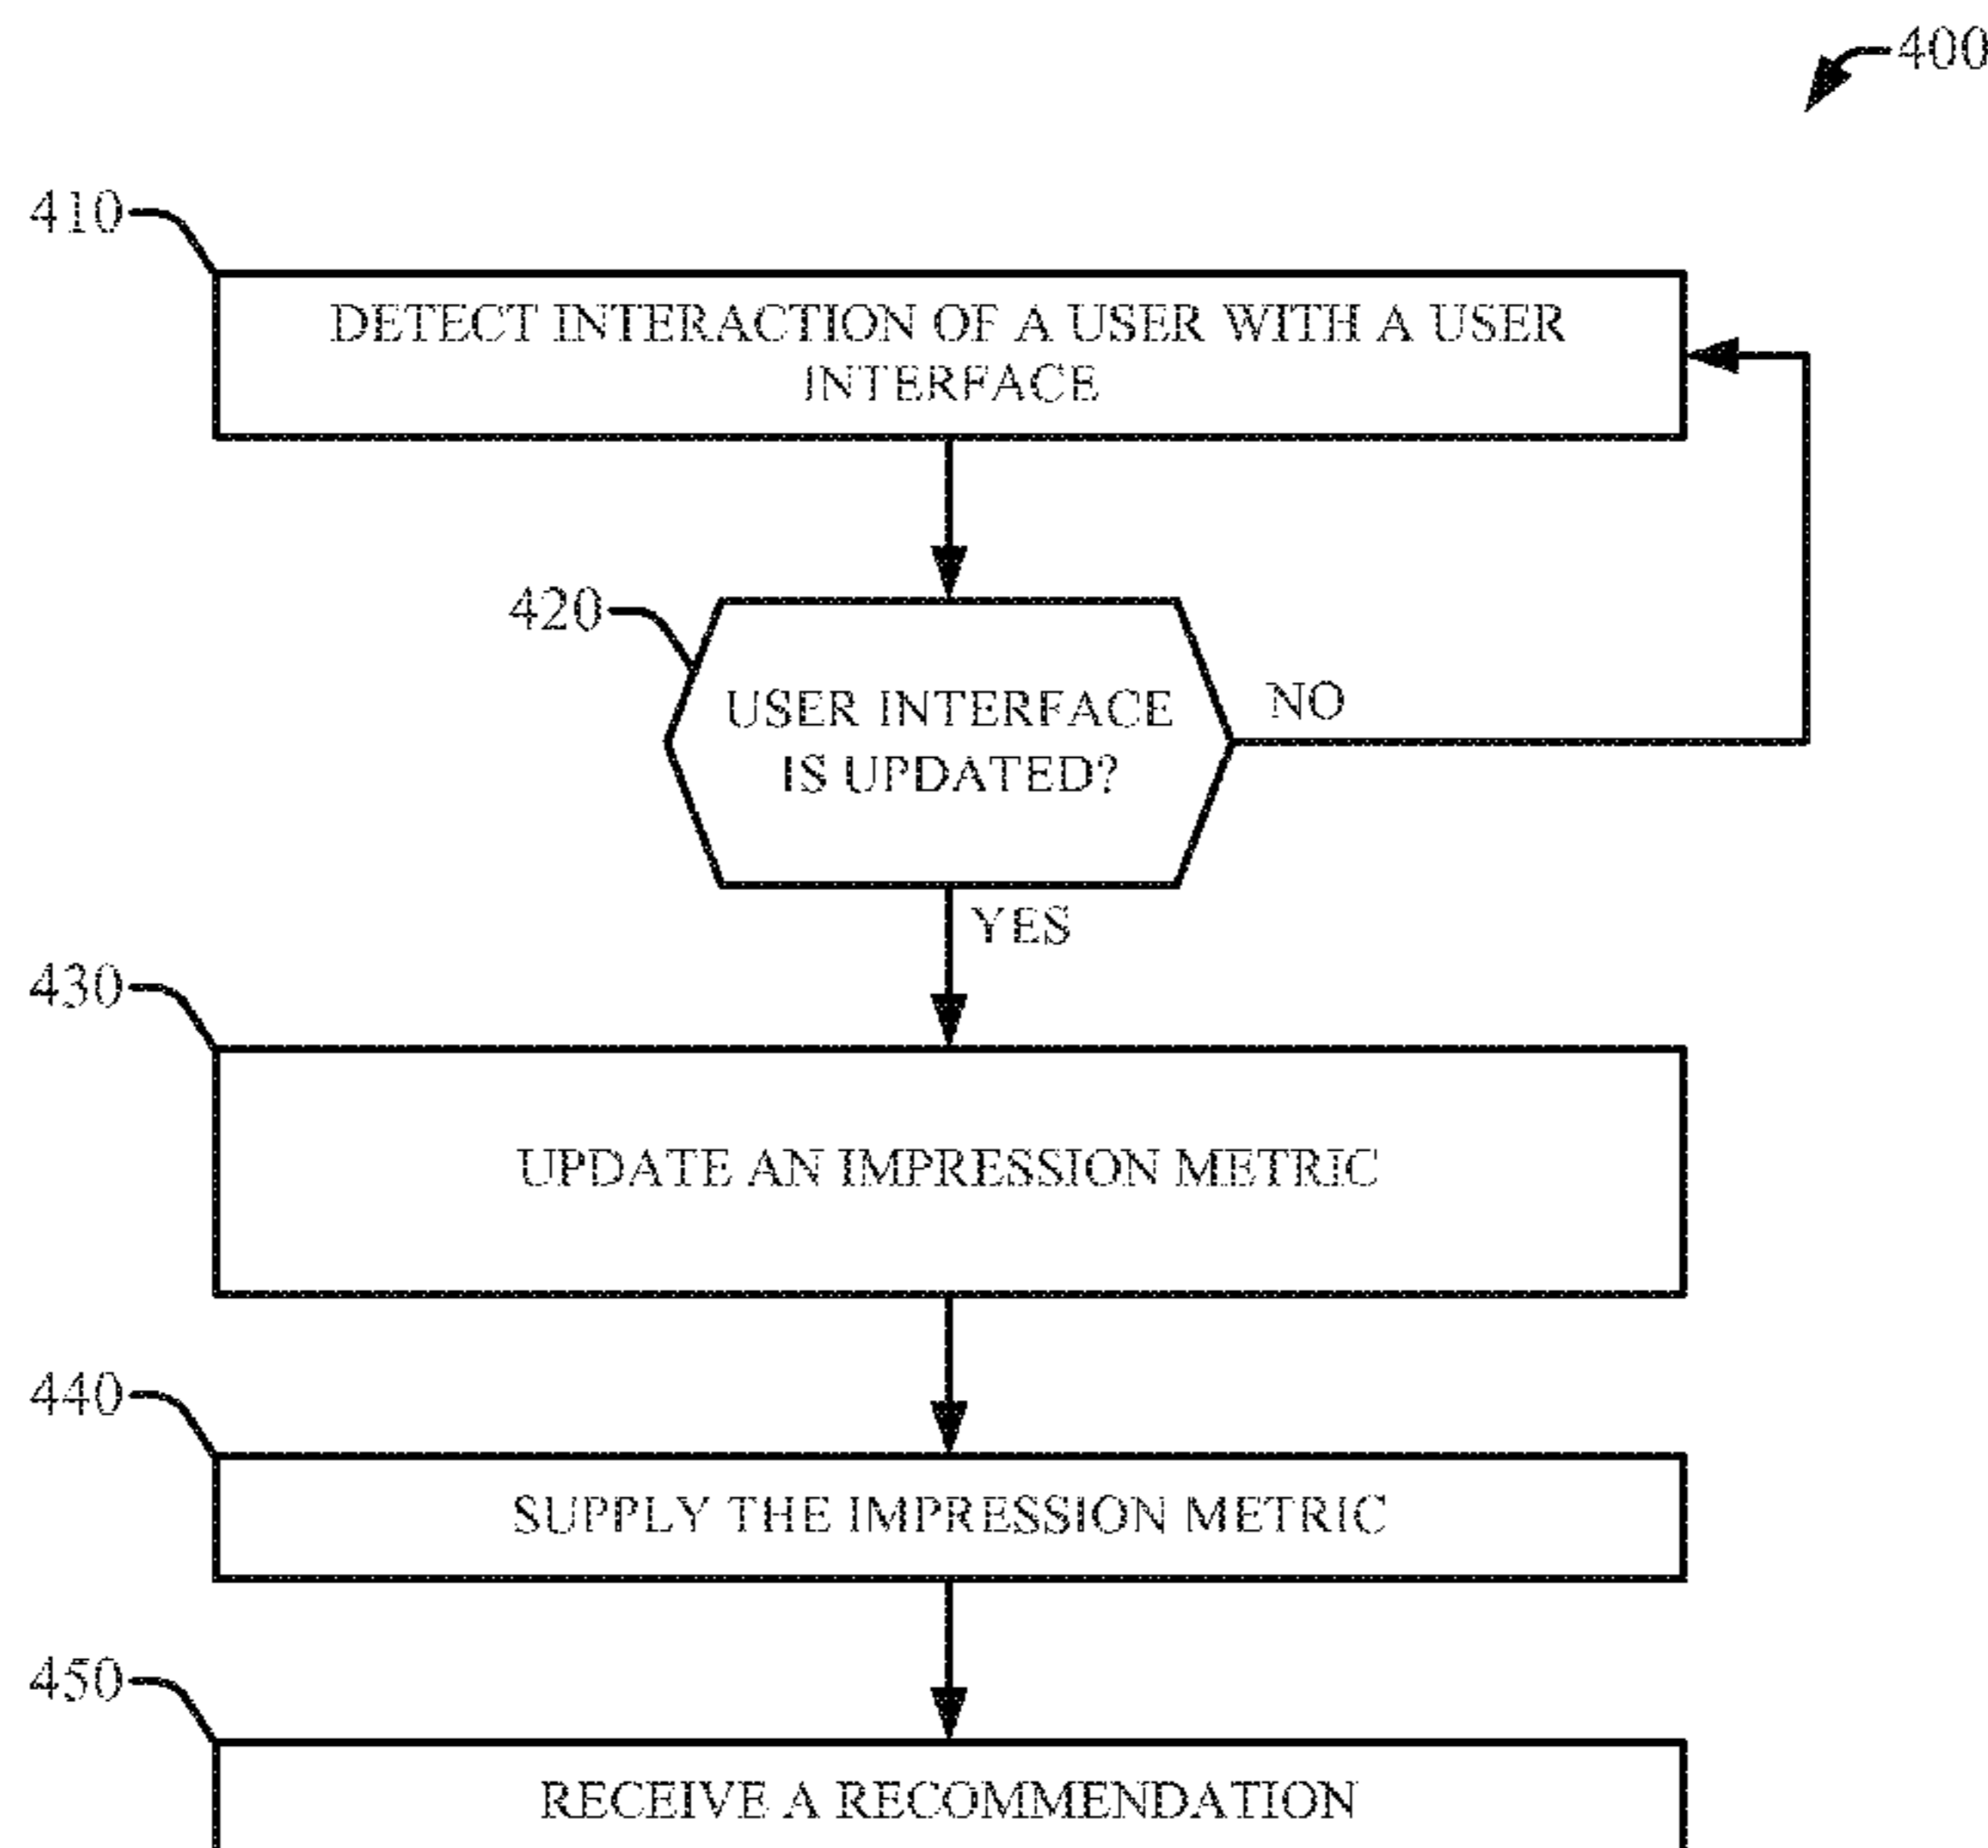 400
410
DETECT INTERACTION OF A USER WITH A USER
INTERFACE
420
USER INTERFACE
IS UPDATED?
NO
YES
430
UPDATE AN IMPRESSION METRIC
440
SUPPLY THE IMPRESSION METRIC
450
RECEIVE A RECOMMENDATION